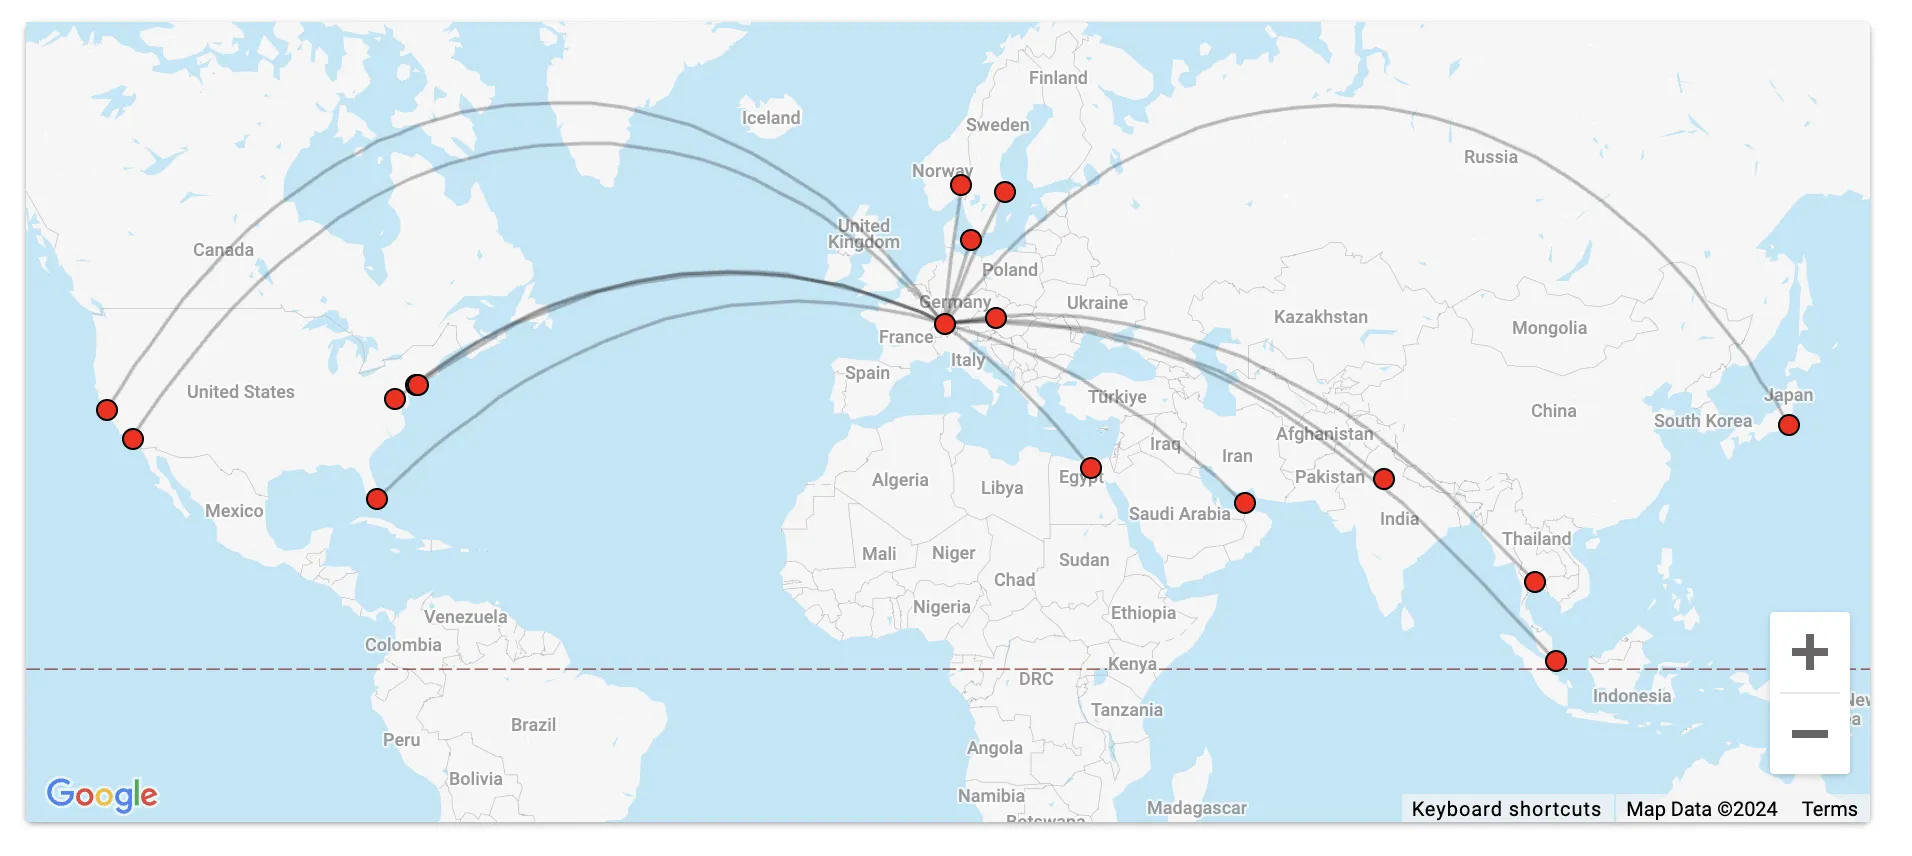 Finland
Iceland
Sweden
Russia
Norway
United
Kingdom
Canada
Poland
Germany
Ukraine
Kazakhstan
Mongolia
France
Italy
Spain
United States
Türkiye
Japan
China
South Korea
Afghanistan
Iraq
Iran
Algeria
Libya
Egypt
Pakistan
Mexico
Saudi Arabia
India
Thailand
Mali
Niger
Sudan
Chad
Nigeria
Ethiopia
Venezuela
Colombia
Kenya
DRC
Indonesia
Tanzania
Brazil
Peru
Angola
Bolivia
Namibia
Madagascar
Botswana
Google
Keyboard shortcuts
Map Data ©2024
Terms